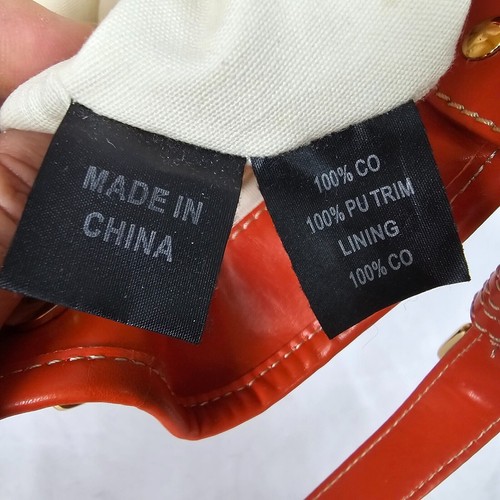 MADE IN
CHINA
100% CO
100% PU TRIM
LINING
100% CO